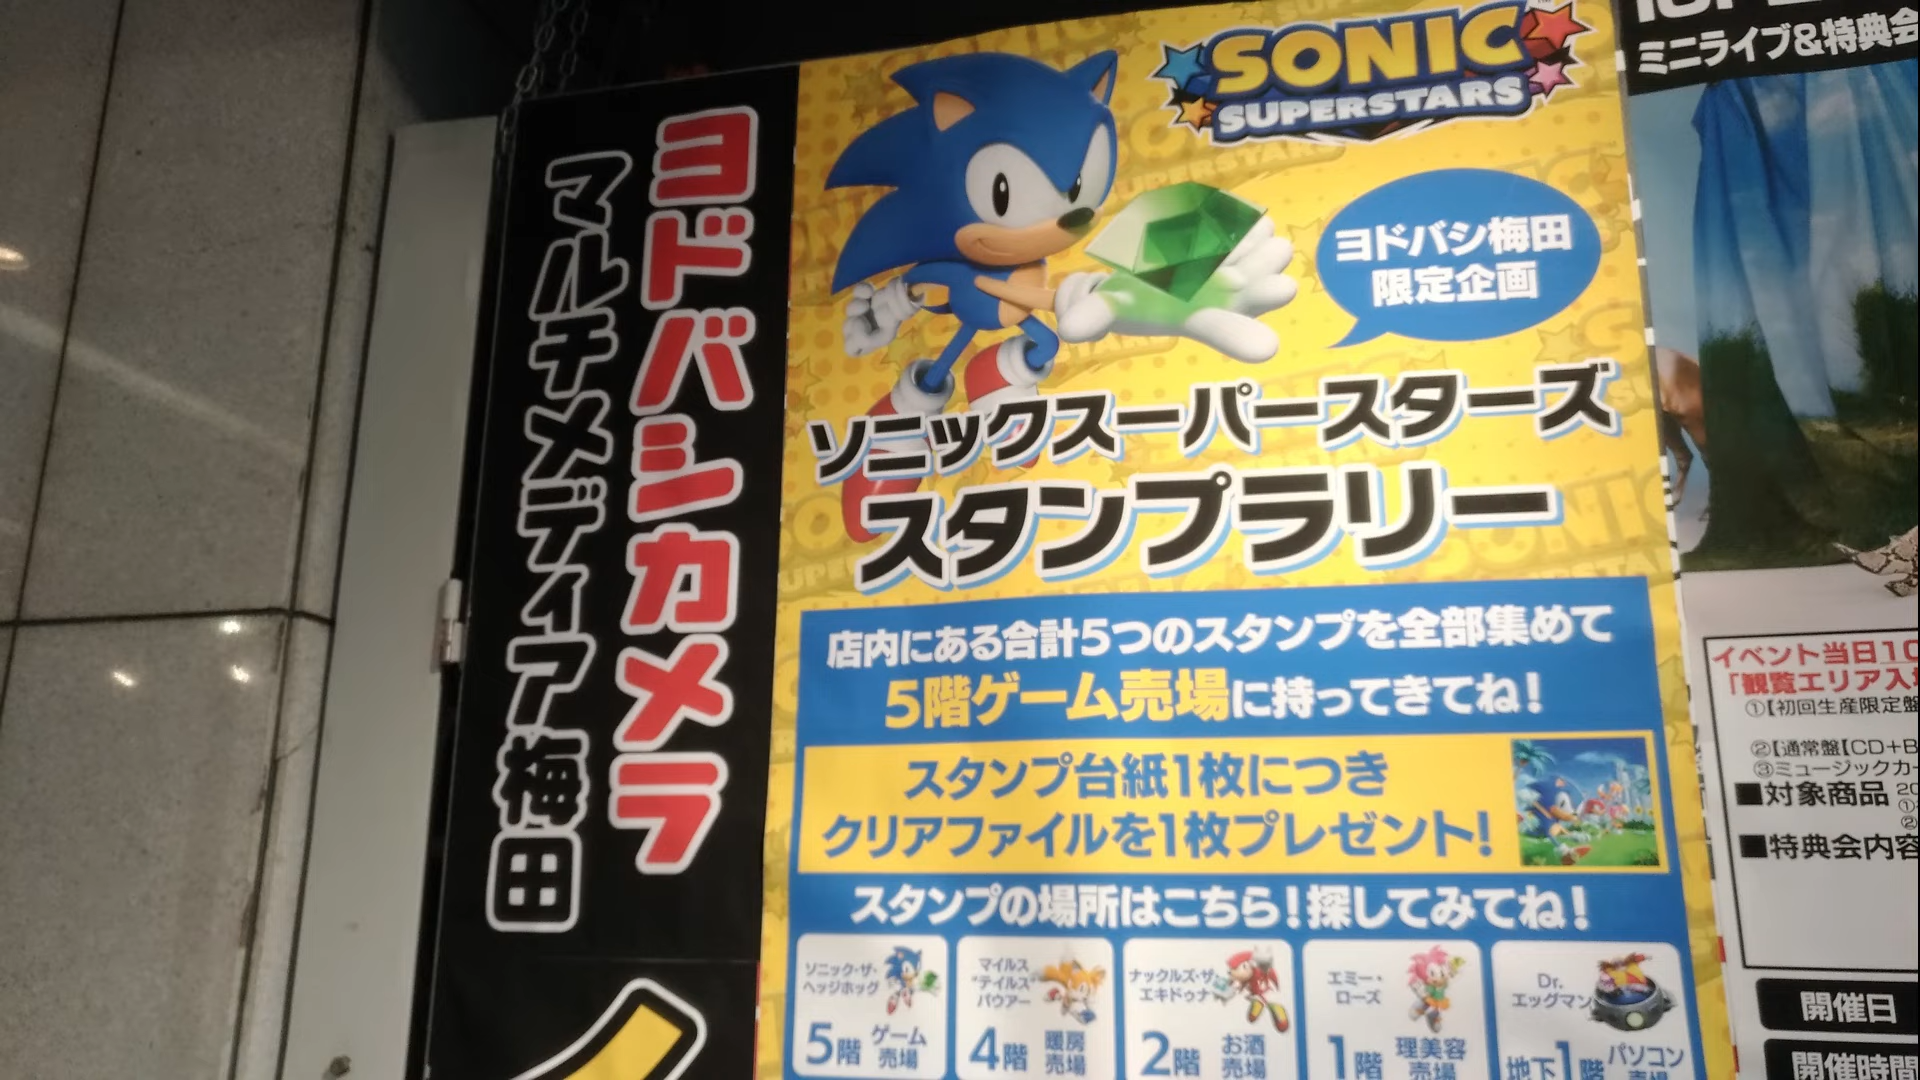 ヨドバシカメラ
マルチメディア梅田
SONIC
SUPERSTARS
ヨドバシ梅田
限定企画
ソニックスーパースターズ
スタンプラリー
店内にある合計5つのスタンプを全部集めて
5階ゲーム売場に持ってきてね!
スタンプ台紙1枚につき
クリアファイルを1枚プレゼント!
スタンプの場所はこちら!探してみてね!
ソニック・ザ・
ヘッジホッグ
5階 ゲーム
売場
マイルス
"テイルス"
パウアー
4階 暖房
売場
ナックルズ・ザ・
エキドゥナ
2階 お酒
売場
エミー・
ローズ
1階 理美容
売場
Dr.
エッグマン
地下1階 パソコン
売場
ミニライブ&特典会
イベント当日10
「観覧エリア入場
①【初回生産限定盤
②【通常盤【CD+B
③ミュージックカー
■対象商品
■特典会内容
開催日
開催時間